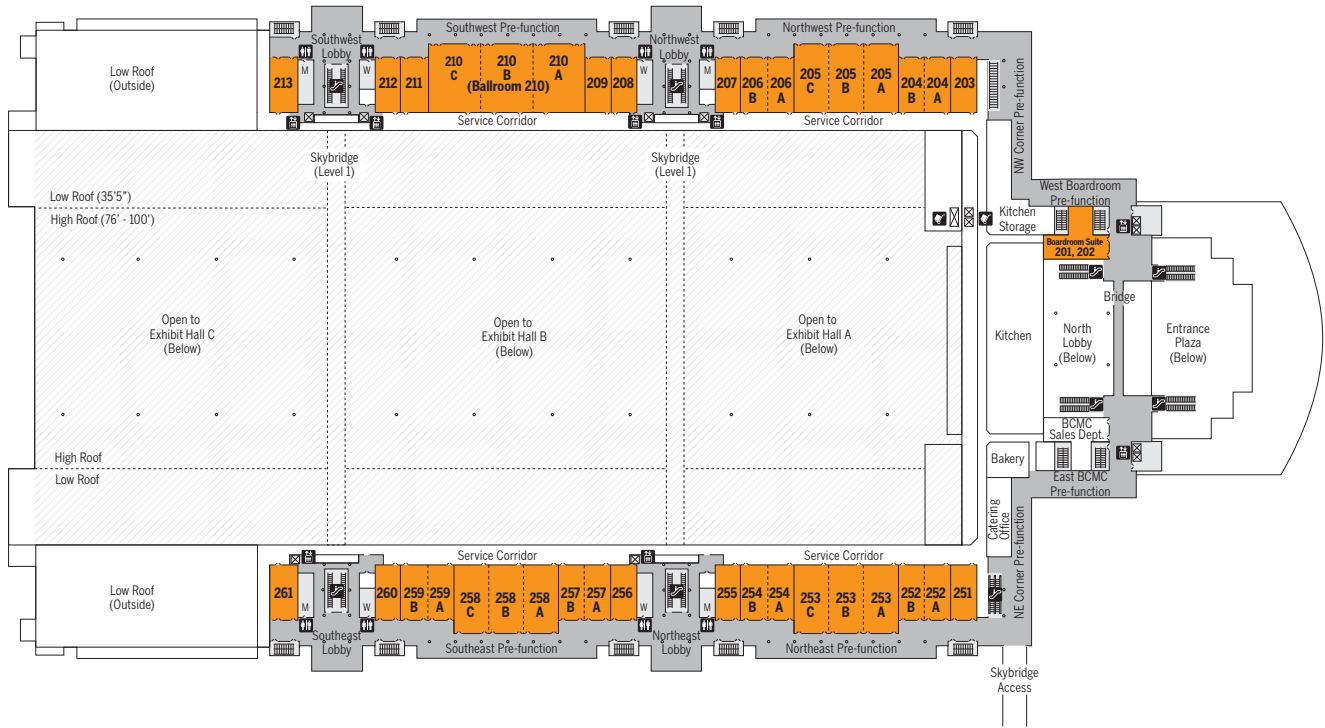 Southwest Pre-function
Northwest Pre-function
Southwest
Lobby
Northwest
Lobby
Low Roof
(Outside)
213
M
W
212
211
210
C
210
B
210
A
(Ballroom 210)
209
208
W
M
207
206
B
206
A
205
C
205
B
205
A
204
B
204
A
203
NW Corner Pre-function
Service Corridor
Service Corridor
Skybridge
(Level 1)
Skybridge
(Level 1)
Low Roof (35'5")
High Roof (76' - 100')
West Boardroom
Pre-function
Kitchen
Storage
Boardroom Suite
201, 202
Bridge
Open to
Exhibit Hall C
(Below)
Open to
Exhibit Hall B
(Below)
Open to
Exhibit Hall A
(Below)
Kitchen
North
Lobby
(Below)
Entrance
Plaza
(Below)
BCMC
Sales Dept.
High Roof
Low Roof
Bakery
East BCMC
Pre-function
Catering
Office
NE Corner Pre-function
Service Corridor
Service Corridor
Low Roof
(Outside)
261
M
W
260
259
B
259
A
258
C
258
B
258
A
257
B
257
A
256
W
M
255
254
B
254
A
253
C
253
B
253
A
252
B
252
A
251
Southeast
Lobby
Southeast Pre-function
Northeast
Lobby
Northeast Pre-function
Skybridge
Access